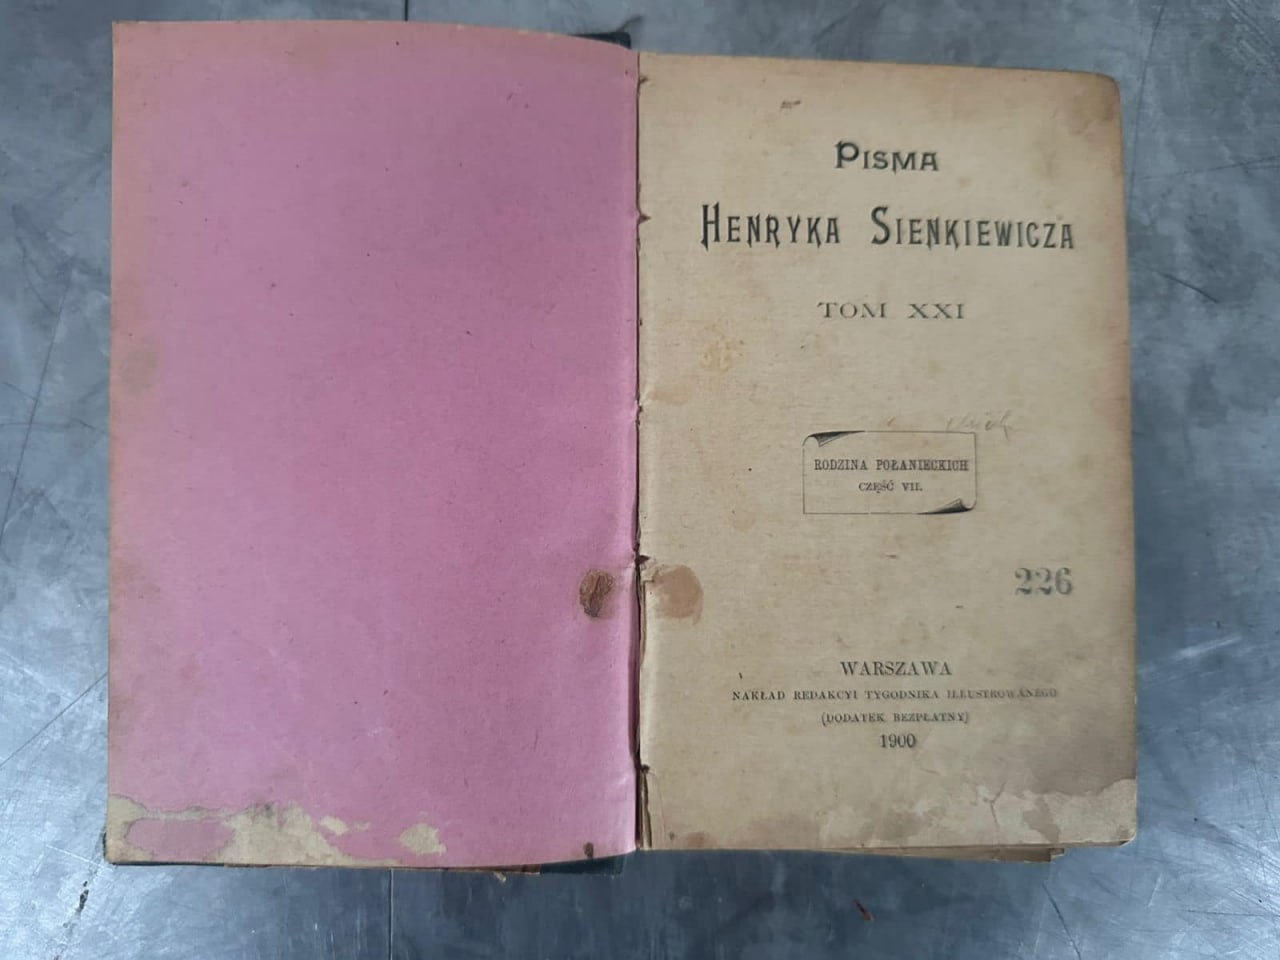 PISMA
HENRYKA SIENKIEWICZA
TOM XXI
RODZINA POŁANIECKICH
CZĘŚĆ VII.
226
WARSZAWA
NAKŁAD REDAKCYI TYGODNIKA ILLUSTROWANEGO
(DODATEK BEZPŁATNY)
1900